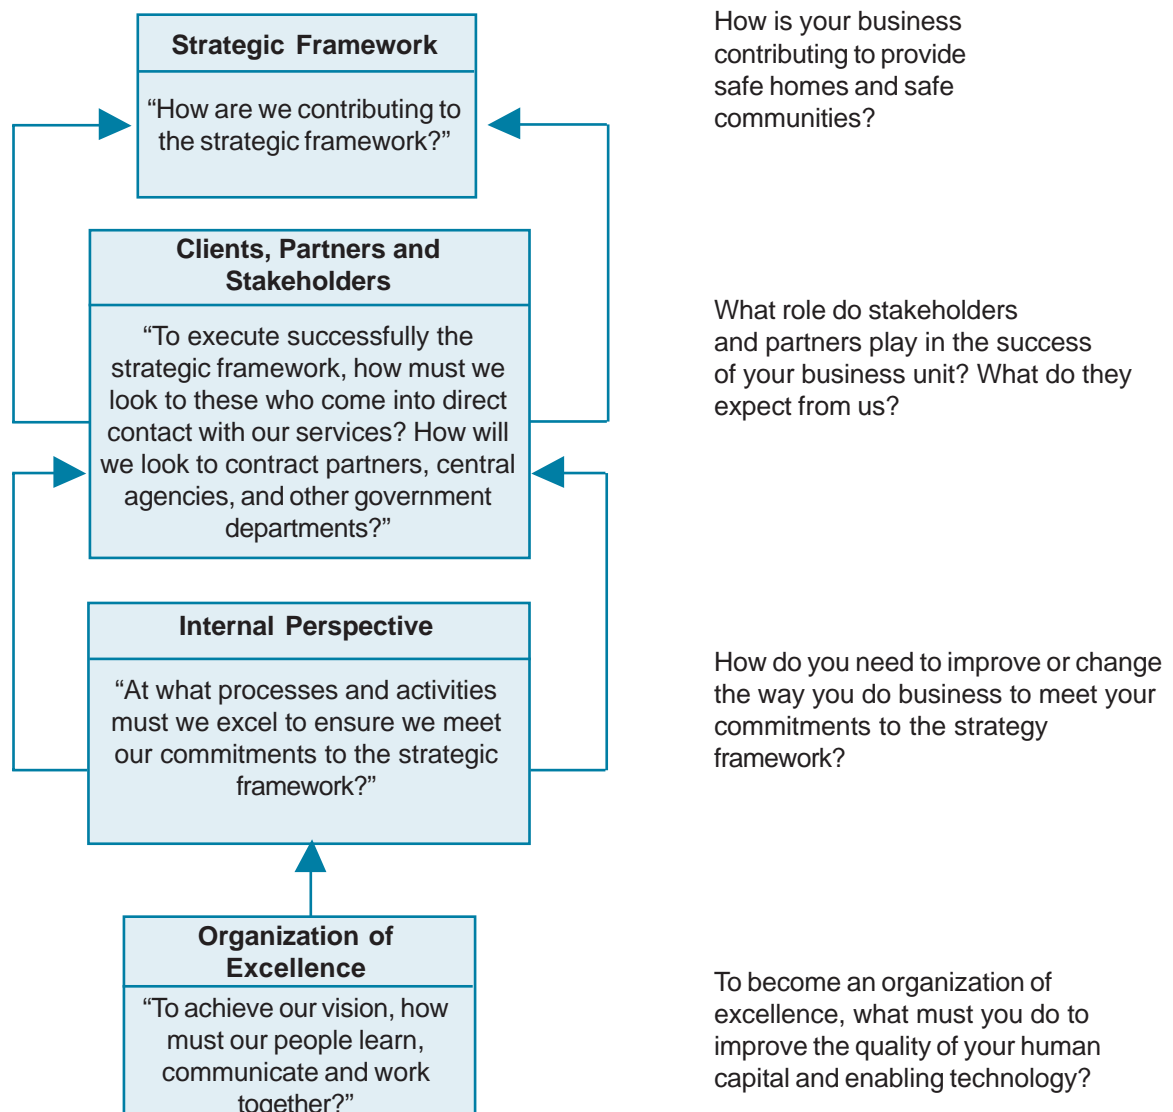 Strategic Framework
“How are we contributing to
the strategic framework?”
How is your business
contributing to provide
safe homes and safe
communities?
Clients, Partners and
Stakeholders
“To execute successfully the
strategic framework, how must we
look to these who come into direct
contact with our services? How will
we look to contract partners, central
agencies, and other government
departments?”
What role do stakeholders
and partners play in the success
of your business unit? What do they
expect from us?
Internal Perspective
“At what processes and activities
must we excel to ensure we meet
our commitments to the strategic
framework?”
How do you need to improve or change
the way you do business to meet your
commitments to the strategy
framework?
Organization of
Excellence
“To achieve our vision, how
must our people learn,
communicate and work
together?”
To become an organization of
excellence, what must you do to
improve the quality of your human
capital and enabling technology?